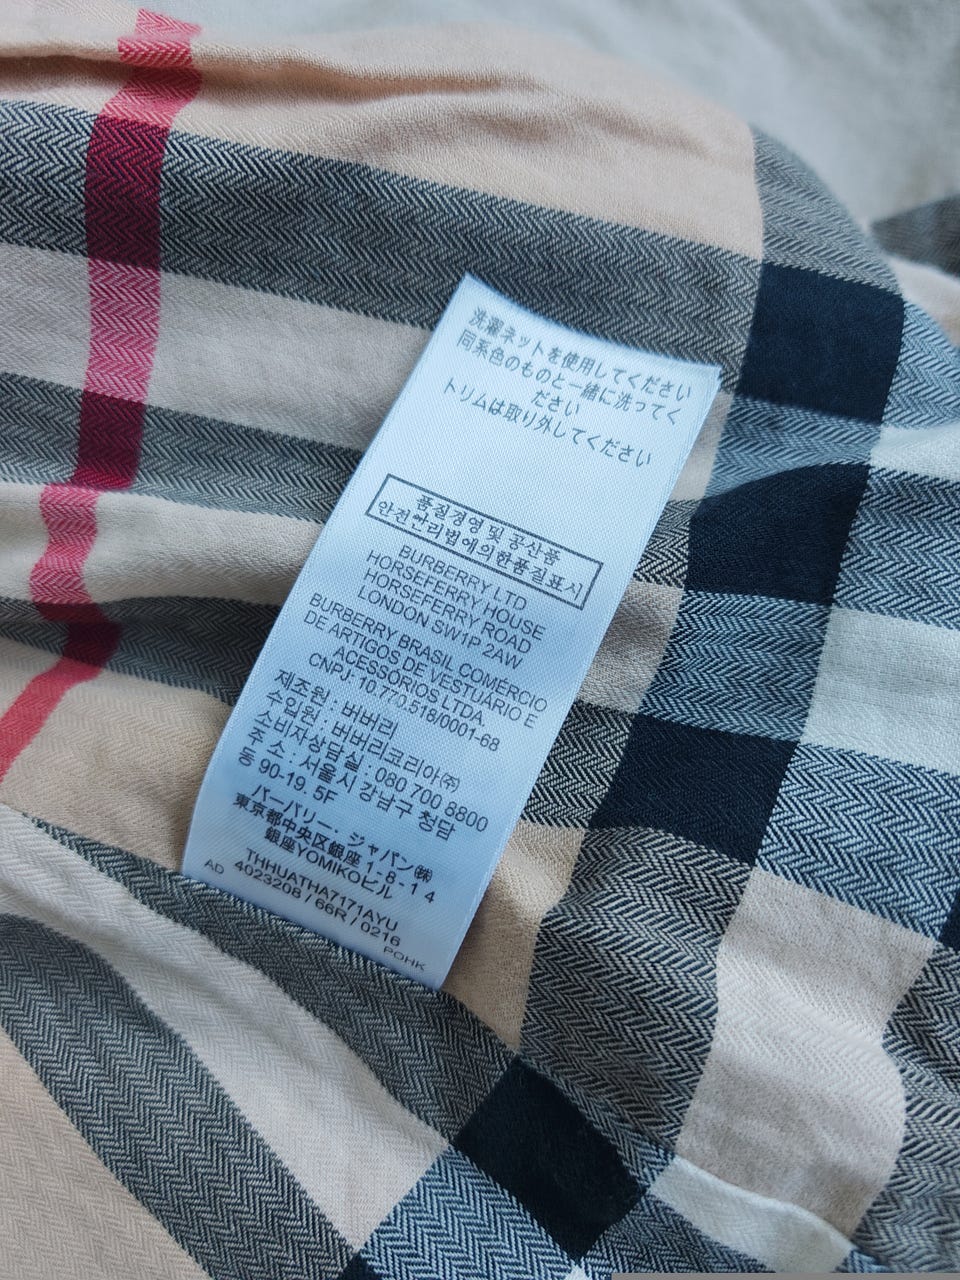 洗濯ネットを使用してください
同系色のものと一緒に洗ってく
ださい
トリムは取り外してください
품질경영 및 공산품
안전관리법에의한품질표시
BURBERRY LTD
HORSEFERRY HOUSE
HORSEFERRY ROAD
LONDON SW1P 2AW
BURBERRY BRASIL COMERCIO
DE ARTIGOS DE VESTUÁRIO E
ACESSORIOS LTDA.
CNPJ: 10.770.518/0001-68
제조원 : 버버리
수입원 : 버버리코리아㈜
소비자상담실 : 080 700 8800
주 소 : 서울시 강남구 청담
동 90-19. 5F
バーバリー・ジャパン㈱
東京都中央区銀座 1 - 8 - 1 4
銀座YOMIKOビル
THHUATHA7171AYU
AD 4023208 / 66R / 0216
POHK